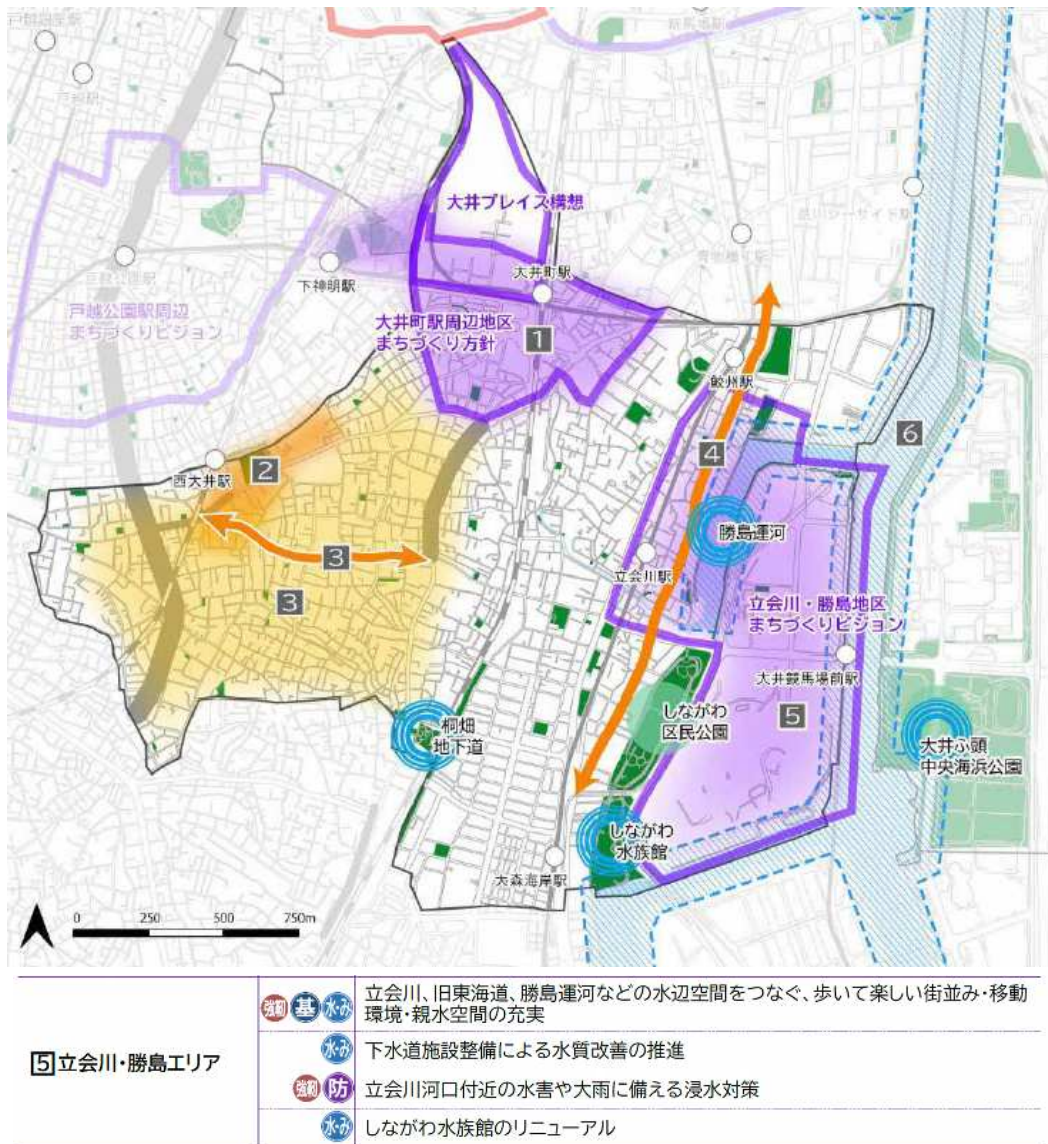 戸越銀座駅
新馬場駅
大井プレイス構想
下神明駅
大井町駅
戸越公園駅周辺
まちづくりビジョン
大井町駅周辺地区
まちづくり方針
1
鮫州駅
6
4
西大井駅
2
勝島運河
3
立会川駅
3
立会川・勝島地区
まちづくりビジョン
大井競馬場前駅
しながわ
区民公園
5
桐畑
地下道
大井ふ頭
中央海浜公園
しながわ
水族館
大森海岸駅
0 250 500 750m
5 立会川・勝島エリア
強靭 基 水・み 立会川、旧東海道、勝島運河などの水辺空間をつなぐ、歩いて楽しい街並み・移動
環境・親水空間の充実
水・み 下水道施設整備による水質改善の推進
強靭 防 立会川河口付近の水害や大雨に備える浸水対策
水・み しながわ水族館のリニューアル